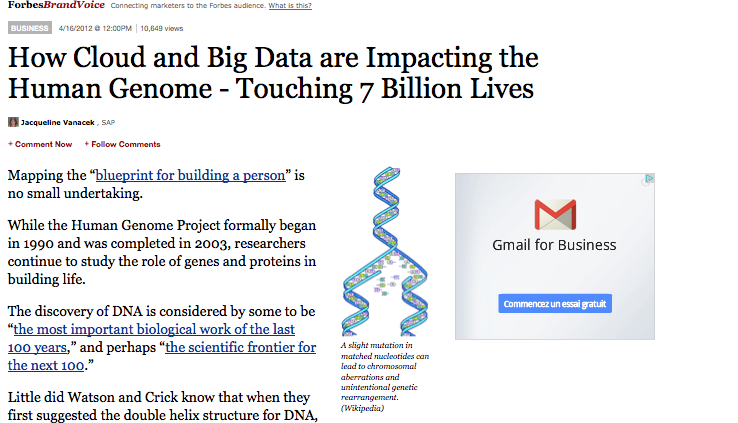 ForbesBrandVoice Connecting marketers to the Forbes audience. What is this?
BUSINESS 4/16/2012 @ 12:00PM 10,649 views
How Cloud and Big Data are Impacting the
Human Genome - Touching 7 Billion Lives
Jacqueline Vanacek , SAP
+ Comment Now + Follow Comments
Mapping the “blueprint for building a person” is
no small undertaking.
While the Human Genome Project formally began
in 1990 and was completed in 2003, researchers
continue to study the role of genes and proteins in
building life.
The discovery of DNA is considered by some to be
“the most important biological work of the last
100 years,” and perhaps “the scientific frontier for
the next 100.”
Little did Watson and Crick know that when they
first suggested the double helix structure for DNA,
A slight mutation in
matched nucleotides can
lead to chromosomal
aberrations and
unintentional genetic
rearrangement.
(Wikipedia)
Gmail for Business
Commencez un essai gratuit